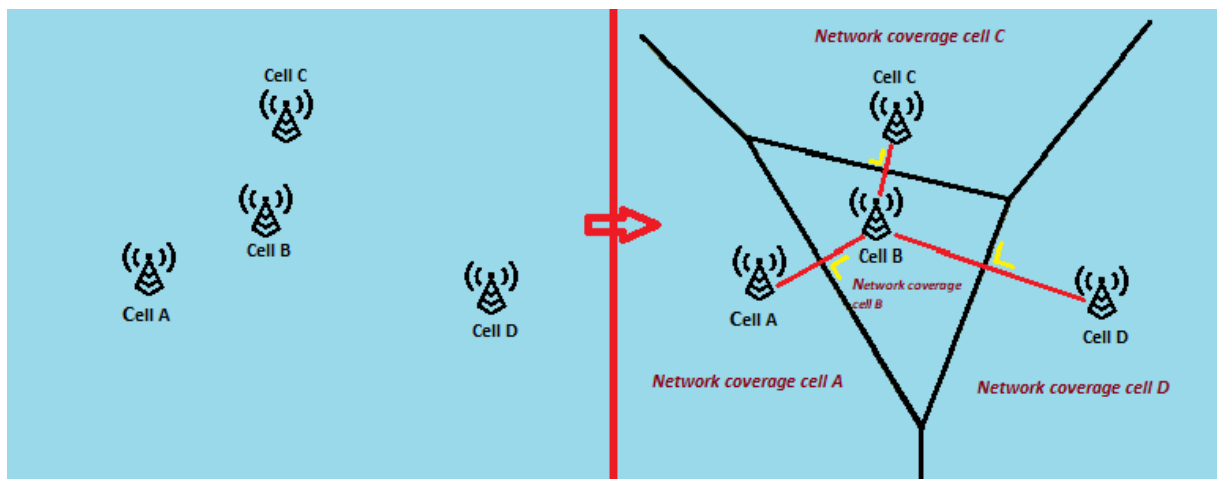 Cell C
Cell B
Cell A
Cell D
Network coverage cell C
Cell C
Cell B
Network coverage
cell B
Cell A
Cell D
Network coverage cell A
Network coverage cell D